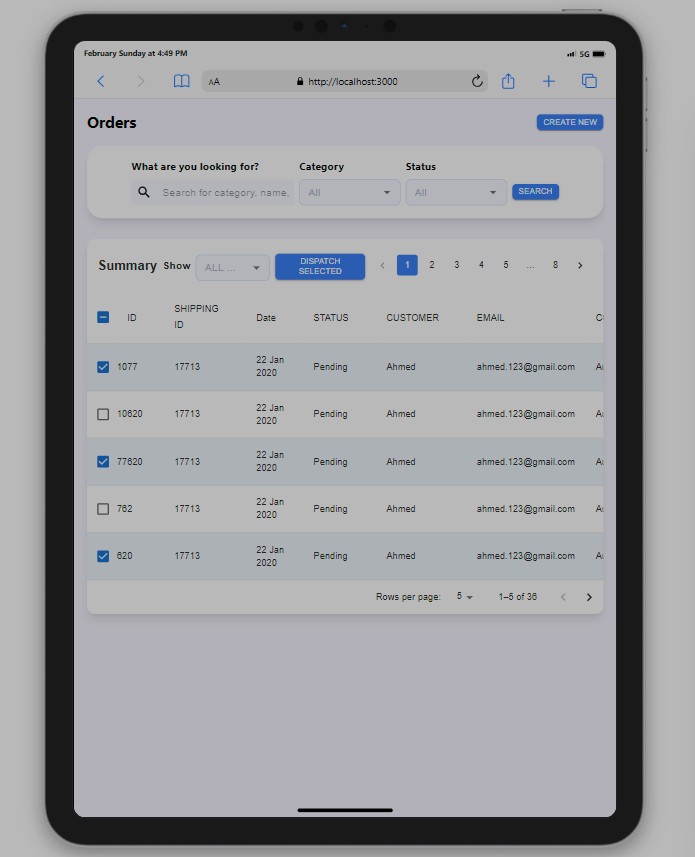 February Sunday at 4:49 PM
5G
AA
http://localhost:3000
Orders
CREATE NEW
What are you looking for?
Category
Status
Search for category, name,
All
All
SEARCH
Summary
Show
ALL ...
DISPATCH
SELECTED
1 2 3 4 5 ... 8
ID
SHIPPING
ID
Date
STATUS
CUSTOMER
EMAIL
1077
17713
22 Jan
2020
Pending
Ahmed
ahmed.123@gmail.com
10620
17713
22 Jan
2020
Pending
Ahmed
ahmed.123@gmail.com
77620
17713
22 Jan
2020
Pending
Ahmed
ahmed.123@gmail.com
762
17713
22 Jan
2020
Pending
Ahmed
ahmed.123@gmail.com
620
17713
22 Jan
2020
Pending
Ahmed
ahmed.123@gmail.com
Rows per page:
5
1–5 of 36